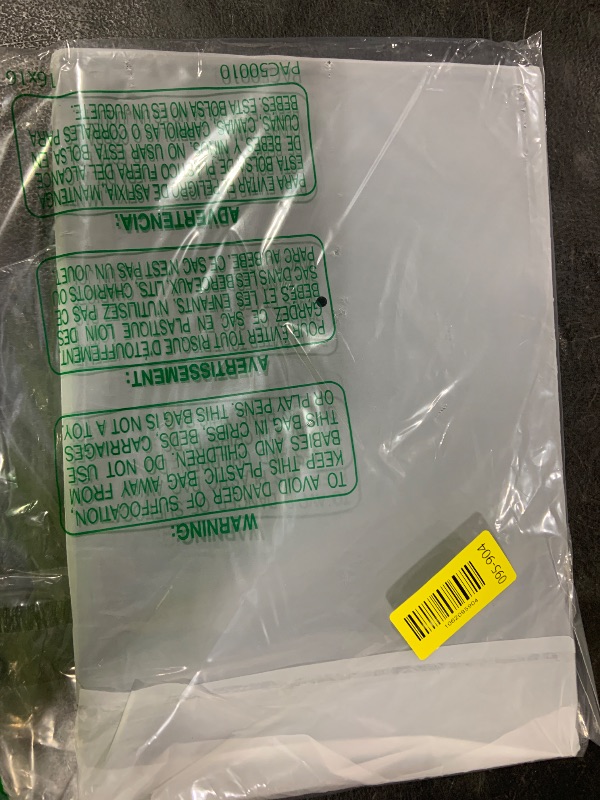 WARNING:
TO AVOID DANGER OF SUFFOCATION,
KEEP THIS PLASTIC BAG AWAY FROM
BABIES AND CHILDREN. DO NOT USE
THIS BAG IN CRIBS, BEDS, CARRIAGES
OR PLAY PENS. THIS BAG IS NOT A TOY.
AVERTISSEMENT:
POUR ÉVITER TOUT RISQUE D'ÉTOUFFEMENT
GARDEZ CE SAC EN PLASTIQUE LOIN DES
BÉBÉS ET LES ENFANTS. N'UTILISEZ PAS CE
SAC DANS LES BERCEAUX, LITS, CHARIOTS OU
PARC AU BÉBÉ. CE SAC N'EST PAS UN JOUET
ADVERTENCIA:
PARA EVITAR EL PELIGRO DE ASFIXIA, MANTENGA
ESTA BOLSA DE PLÁSTICO FUERA DEL ALCANCE
DE BEBES Y NIÑOS. NO USAR ESTA BOLSA EN
CUNAS, CAMAS, CARRIOLAS O CORRALES PARA
BEBES. ESTA BOLSA NO ES UN JUGUETE.
PAC50010
095-904
1002095904